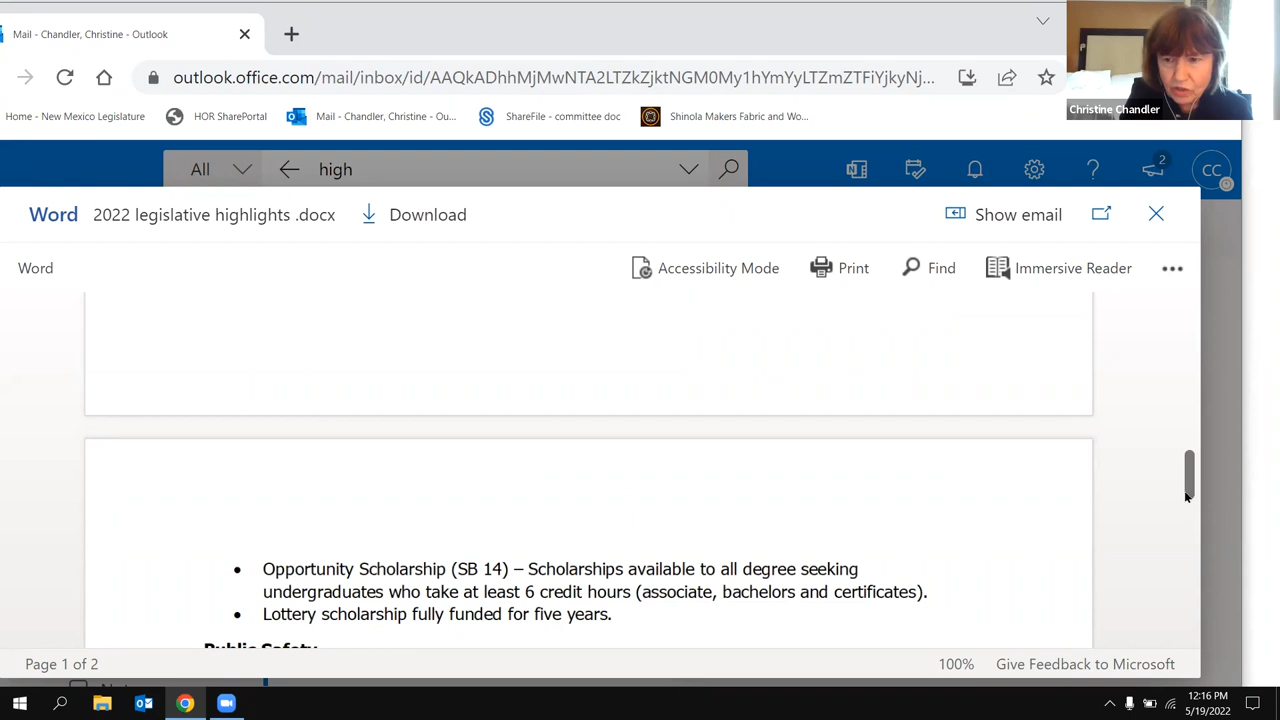 Mail - Chandler, Christine - Outlook
outlook.office.com/mail/inbox/id/AAQkADhhMjMwNTA2LTZkZjktNGM0My1hYmYyLTZmZTFiYjkyNj...
Christine Chandler
Home - New Mexico Legislature
HOR SharePortal
Mail - Chandler, Christine - Ou...
ShareFile - committee doc
Shinola Makers Fabric and Wo...
All
high
2
CC
Word
2022 legislative highlights .docx
Download
Show email
Word
Accessibility Mode
Print
Find
Immersive Reader
• Opportunity Scholarship (SB 14) – Scholarships available to all degree seeking
undergraduates who take at least 6 credit hours (associate, bachelors and certificates).
• Lottery scholarship fully funded for five years.
Public Safety
Page 1 of 2
100%
Give Feedback to Microsoft
12:16 PM
5/19/2022